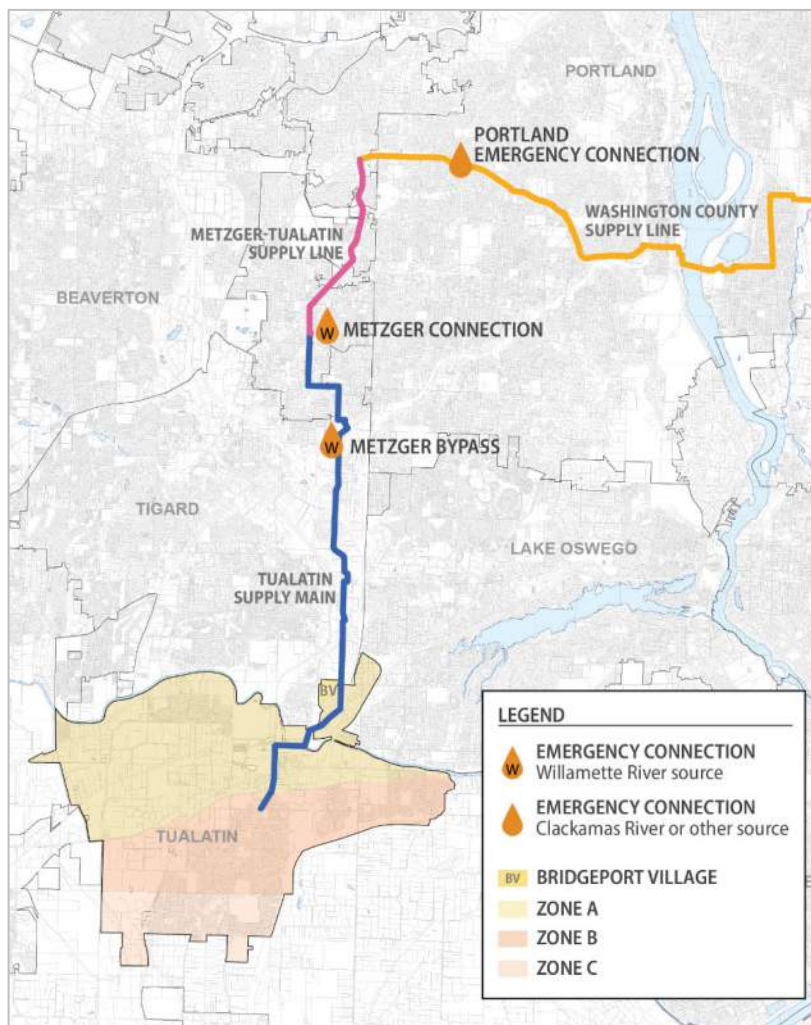 PORTLAND
PORTLAND
EMERGENCY CONNECTION
WASHINGTON COUNTY
SUPPLY LINE
METZGER-TUALATIN
SUPPLY LINE
BEAVERTON
W
METZGER CONNECTION
W
METZGER BYPASS
TIGARD
LAKE OSWEGO
TUALATIN
SUPPLY MAIN
BV
TUALATIN
LEGEND
W
EMERGENCY CONNECTION
Willamette River source
EMERGENCY CONNECTION
Clackamas River or other source
BV
BRIDGEPORT VILLAGE
ZONE A
ZONE B
ZONE C